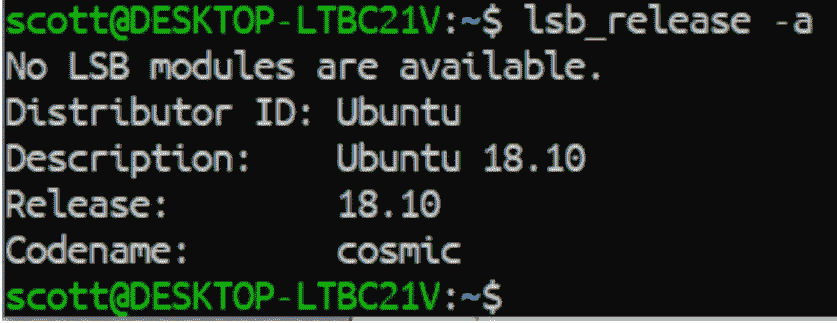 scott@DESKTOP-LTBC21V:~$ lsb_release -a
No LSB modules are available.
Distributor ID: Ubuntu
Description:    Ubuntu 18.10
Release:        18.10
Codename:       cosmic
scott@DESKTOP-LTBC21V:~$